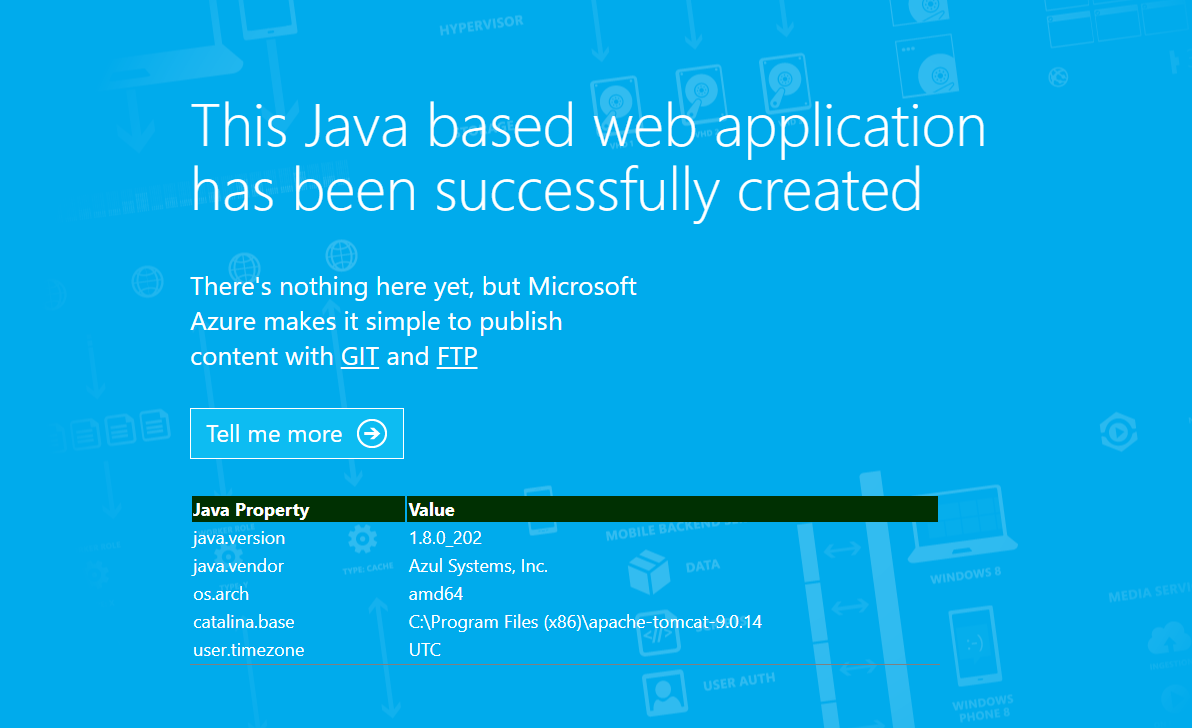 HYPERVISOR
This Java based web application
has been successfully created
There's nothing here yet, but Microsoft
Azure makes it simple to publish
content with GIT and FTP
Tell me more
Java Property Value
java.version 1.8.0_202
java.vendor Azul Systems, Inc.
os.arch amd64
catalina.base C:\Program Files (x86)\apache-tomcat-9.0.14
user.timezone UTC
MOBILE BACKEND
DATA
TYPE: CACHE
USER AUTH
WINDOWS 8
MEDIA SERV
WINDOWS
PHONE 8